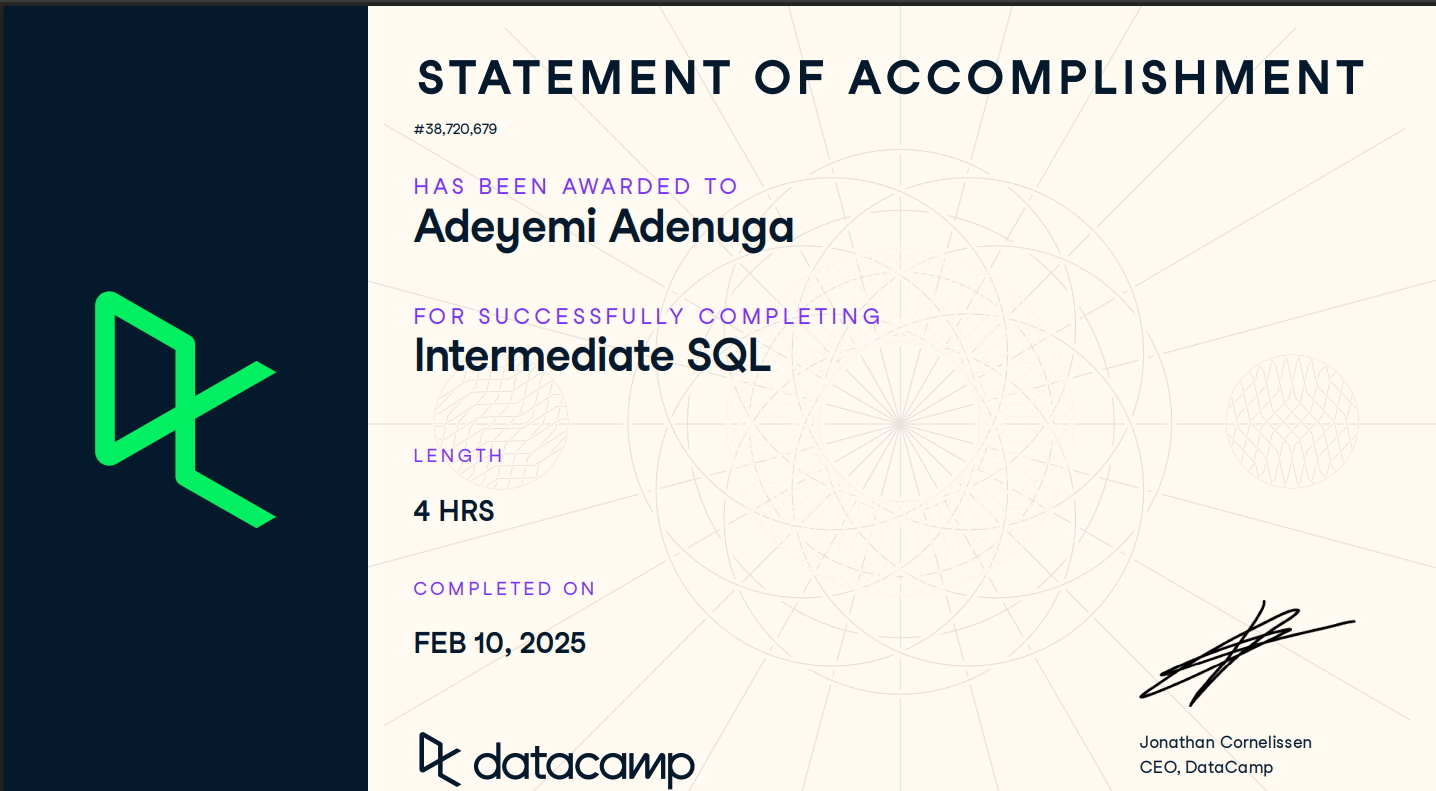 STATEMENT OF ACCOMPLISHMENT
#38,720,679
HAS BEEN AWARDED TO
Adeyemi Adenuga
FOR SUCCESSFULLY COMPLETING
Intermediate SQL
LENGTH
4 HRS
COMPLETED ON
FEB 10, 2025
datacamp
Jonathan Cornelissen
CEO, DataCamp